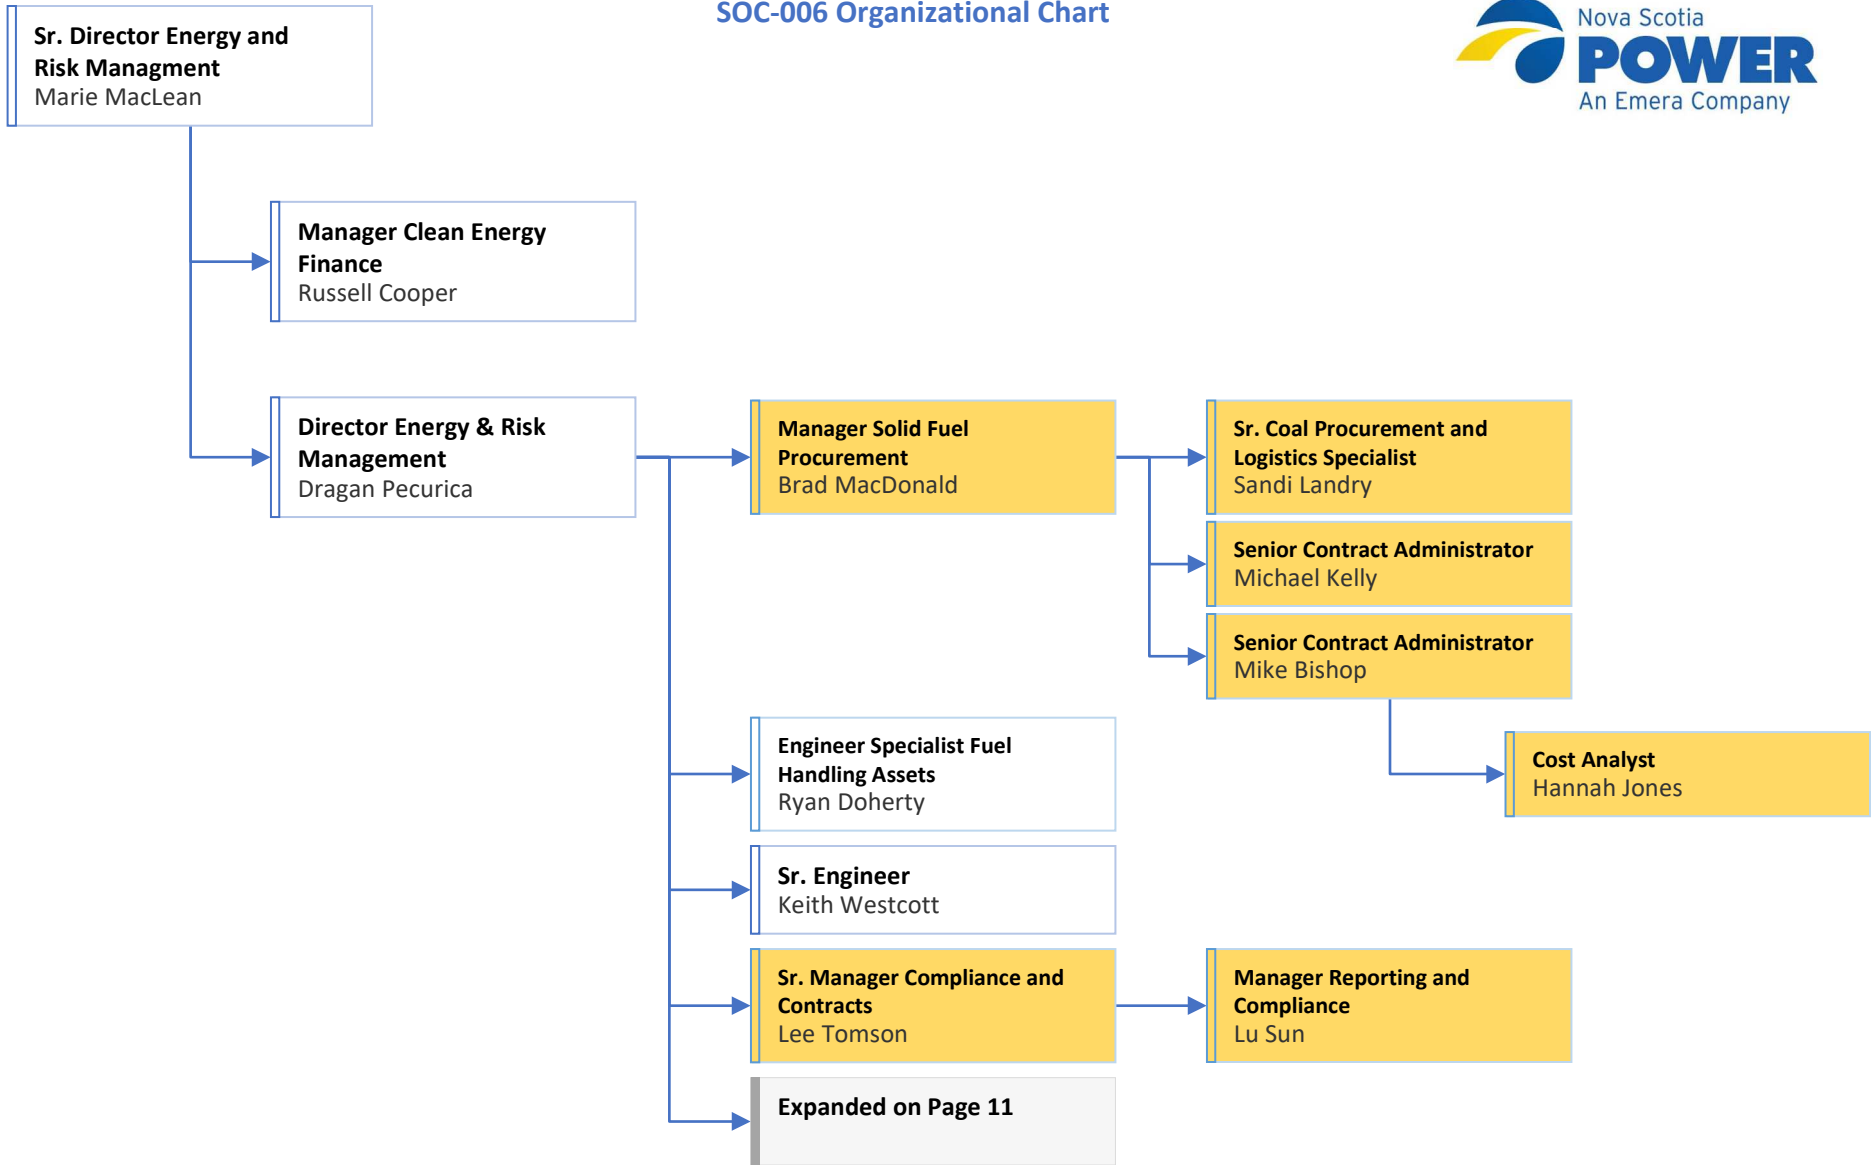 SOC-006 Organizational Chart
Nova Scotia
POWER
An Emera Company
Sr. Director Energy and
Risk Managment
Marie MacLean
Manager Clean Energy
Finance
Russell Cooper
Director Energy & Risk
Management
Dragan Pecurica
Manager Solid Fuel
Procurement
Brad MacDonald
Sr. Coal Procurement and
Logistics Specialist
Sandi Landry
Senior Contract Administrator
Michael Kelly
Senior Contract Administrator
Mike Bishop
Cost Analyst
Hannah Jones
Engineer Specialist Fuel
Handling Assets
Ryan Doherty
Sr. Engineer
Keith Westcott
Sr. Manager Compliance and
Contracts
Lee Tomson
Manager Reporting and
Compliance
Lu Sun
Expanded on Page 11